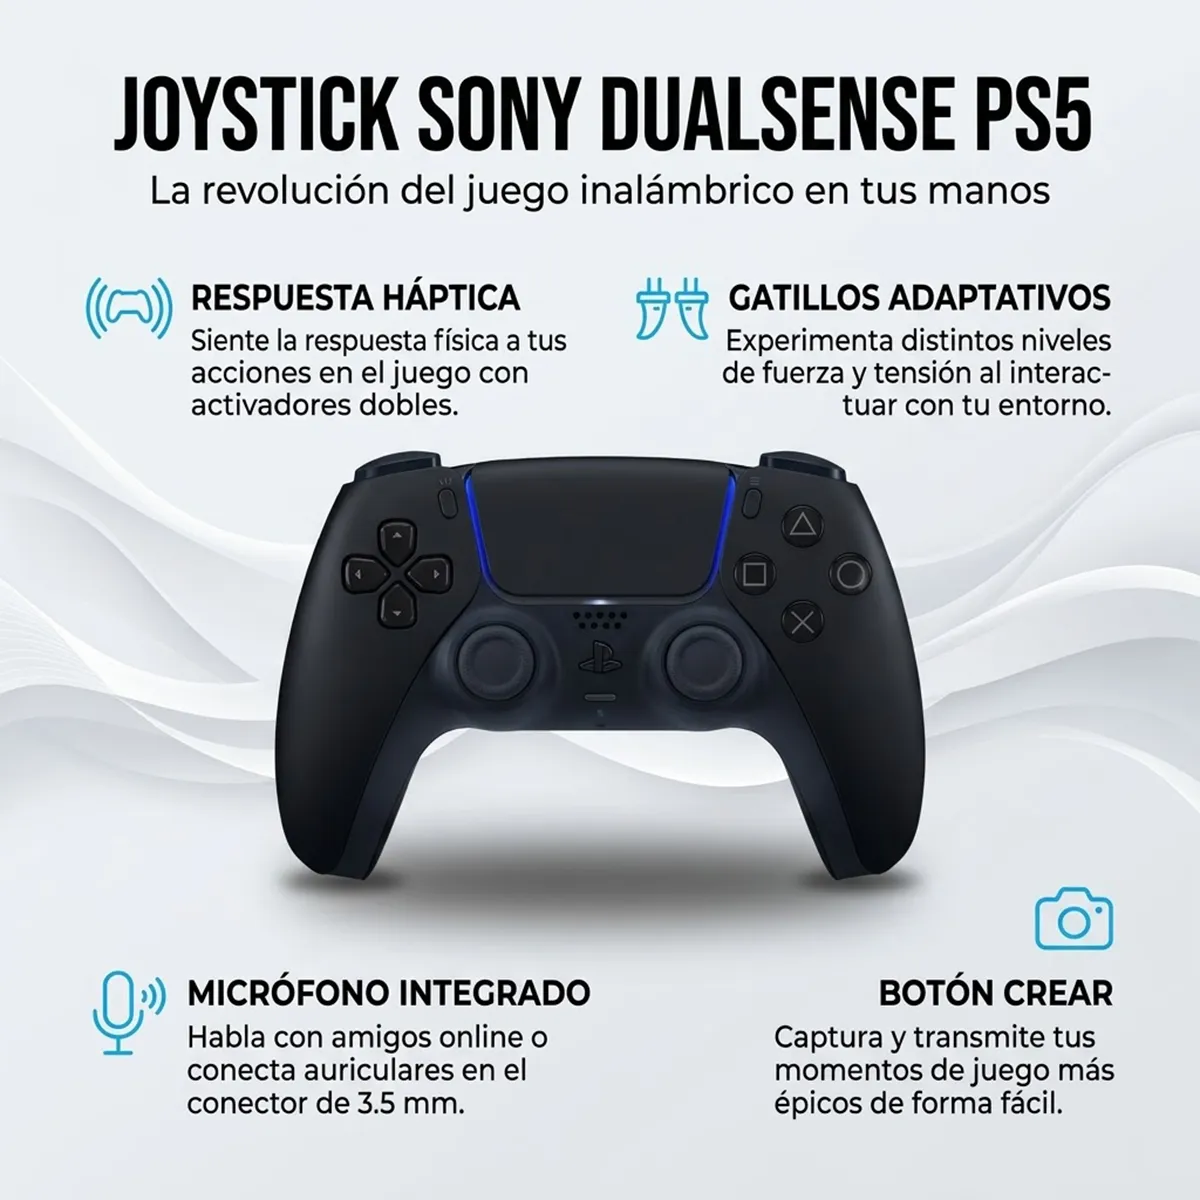 JOYSTICK SONY DUALSENSE PS5
La revolución del juego inalámbrico en tus manos
RESPUESTA HÁPTICA
Siente la respuesta física a tus
acciones en el juego con
activadores dobles.
GATILLOS ADAPTATIVOS
Experimenta distintos niveles
de fuerza y tensión al interac-
tuar con tu entorno.
MICRÓFONO INTEGRADO
Habla con amigos online o
conecta auriculares en el
conector de 3.5 mm.
BOTÓN CREAR
Captura y transmite tus
momentos de juego más
épicos de forma fácil.